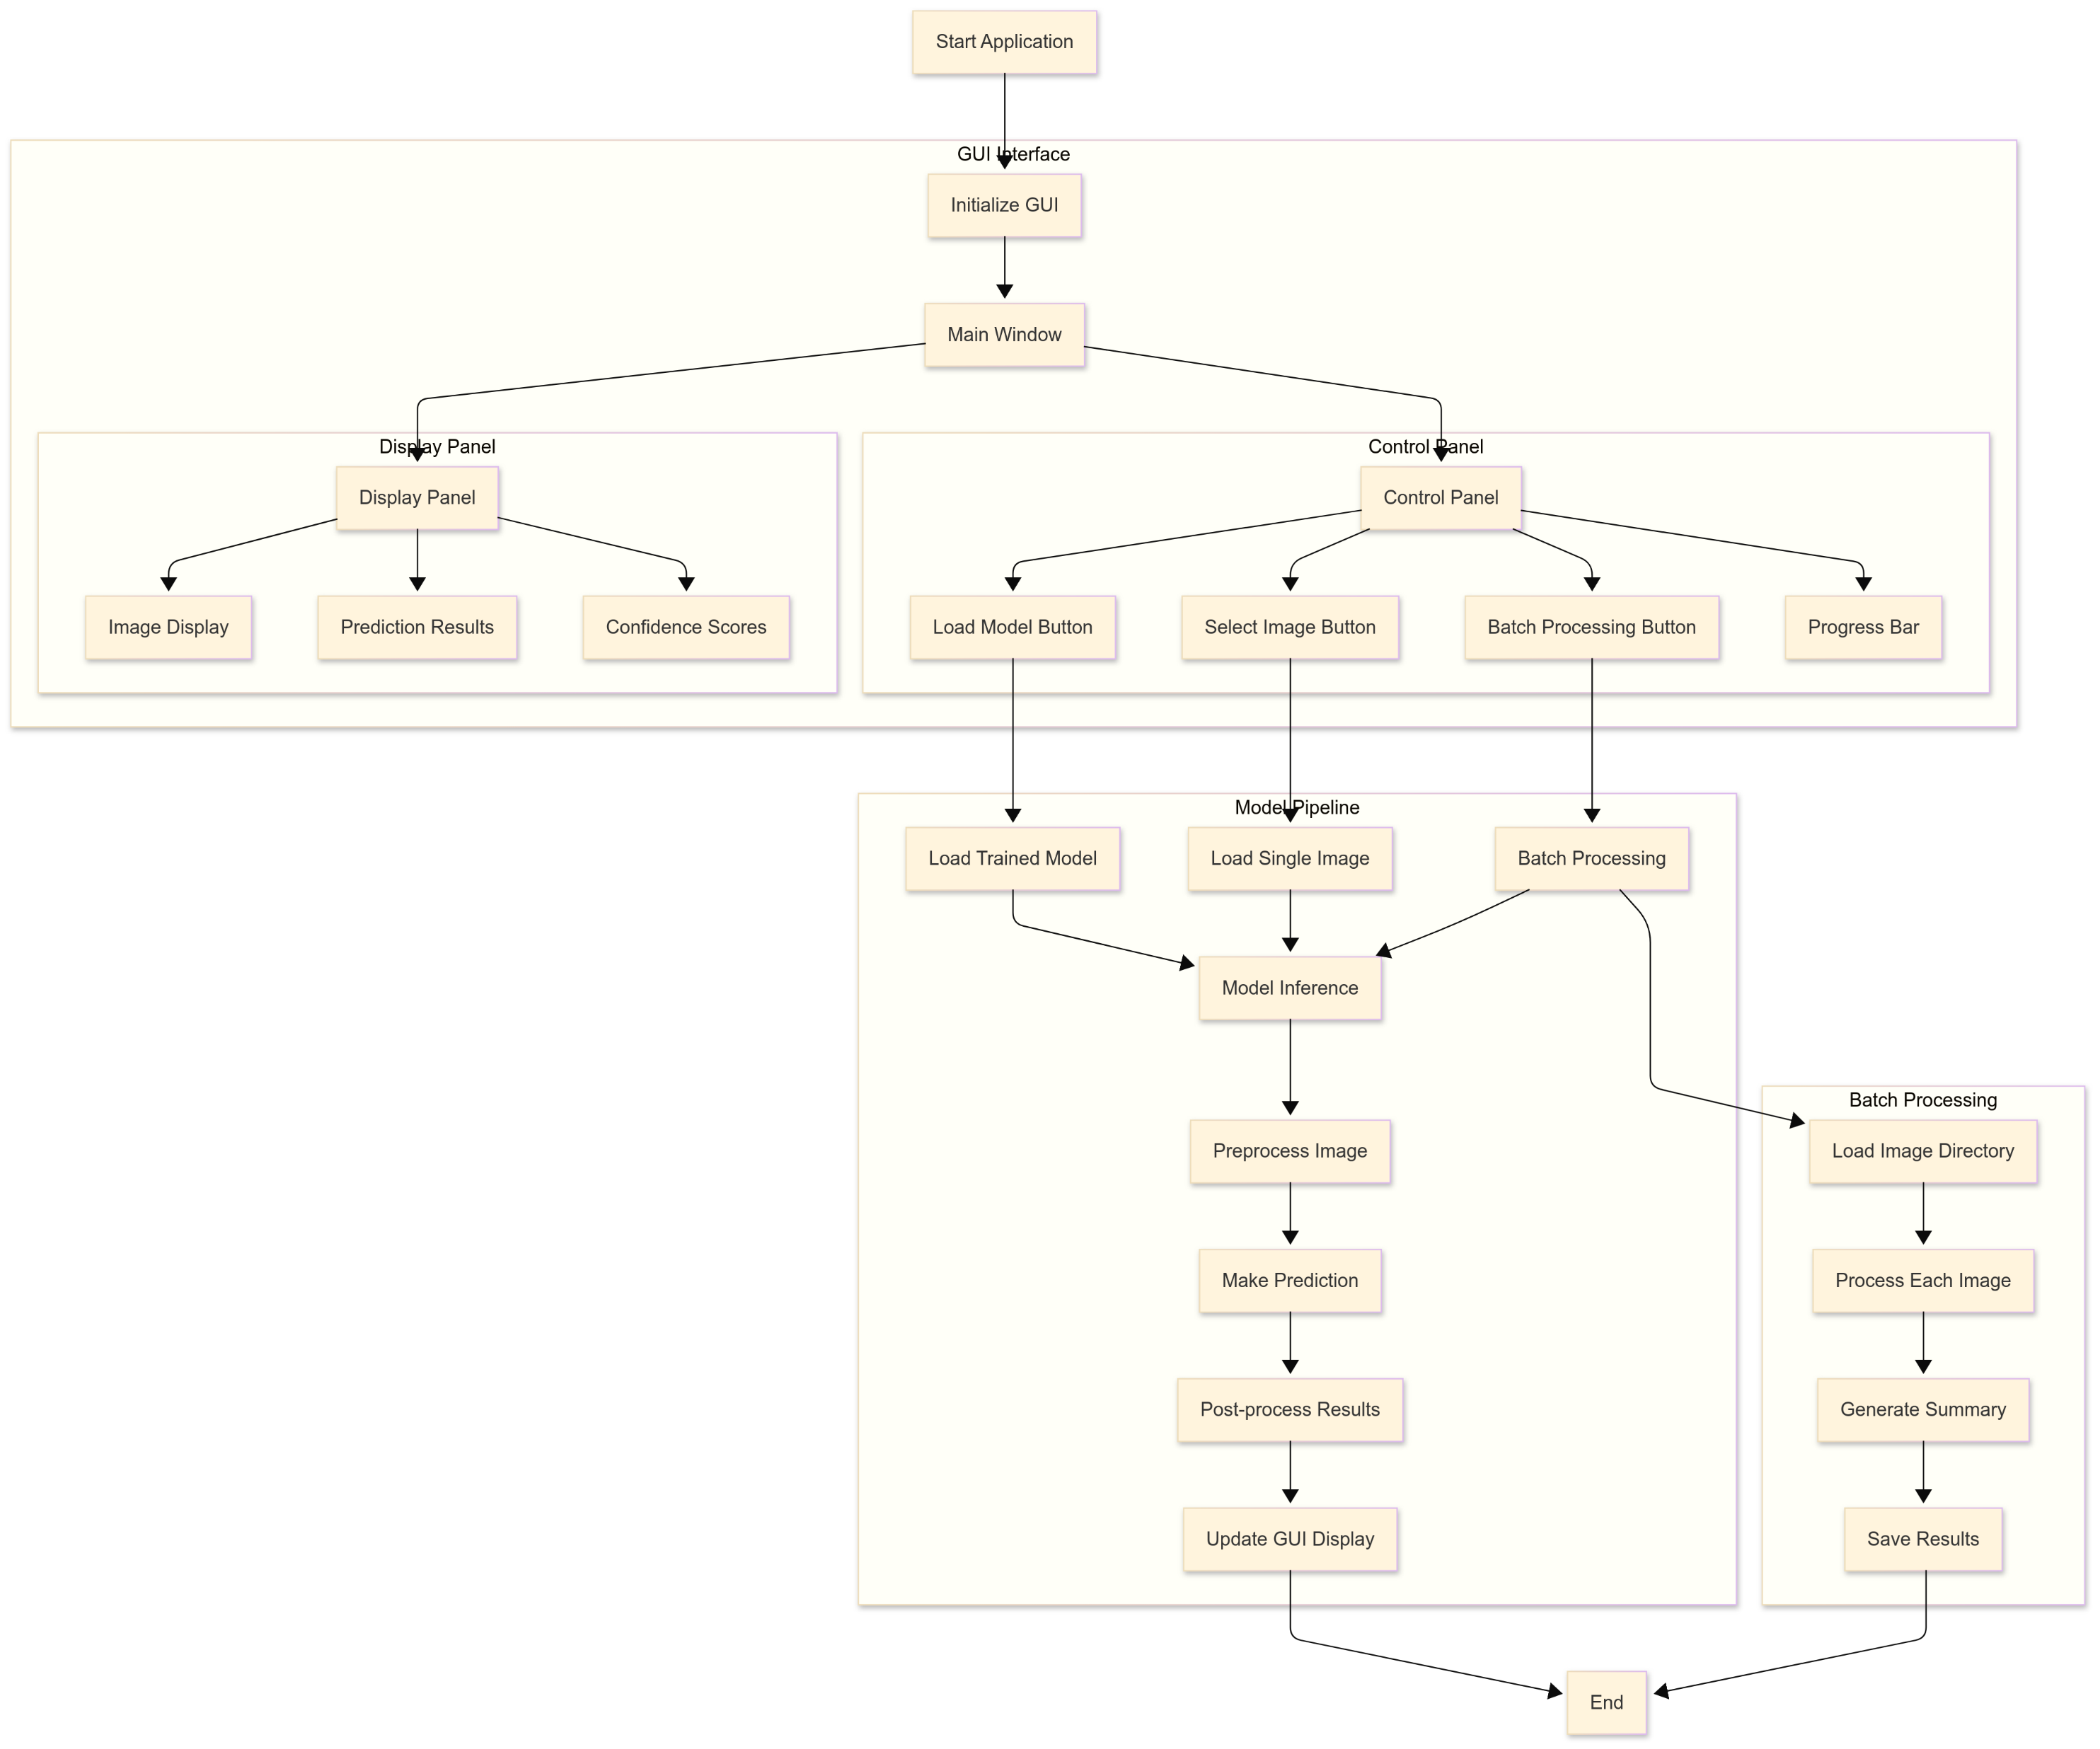 Start Application
GUI Interface
Initialize GUI
Main Window
Display Panel
Control Panel
Display Panel
Control Panel
Image Display
Prediction Results
Confidence Scores
Load Model Button
Select Image Button
Batch Processing Button
Progress Bar
Model Pipeline
Load Trained Model
Load Single Image
Batch Processing
Model Inference
Batch Processing
Preprocess Image
Load Image Directory
Make Prediction
Process Each Image
Post-process Results
Generate Summary
Update GUI Display
Save Results
End